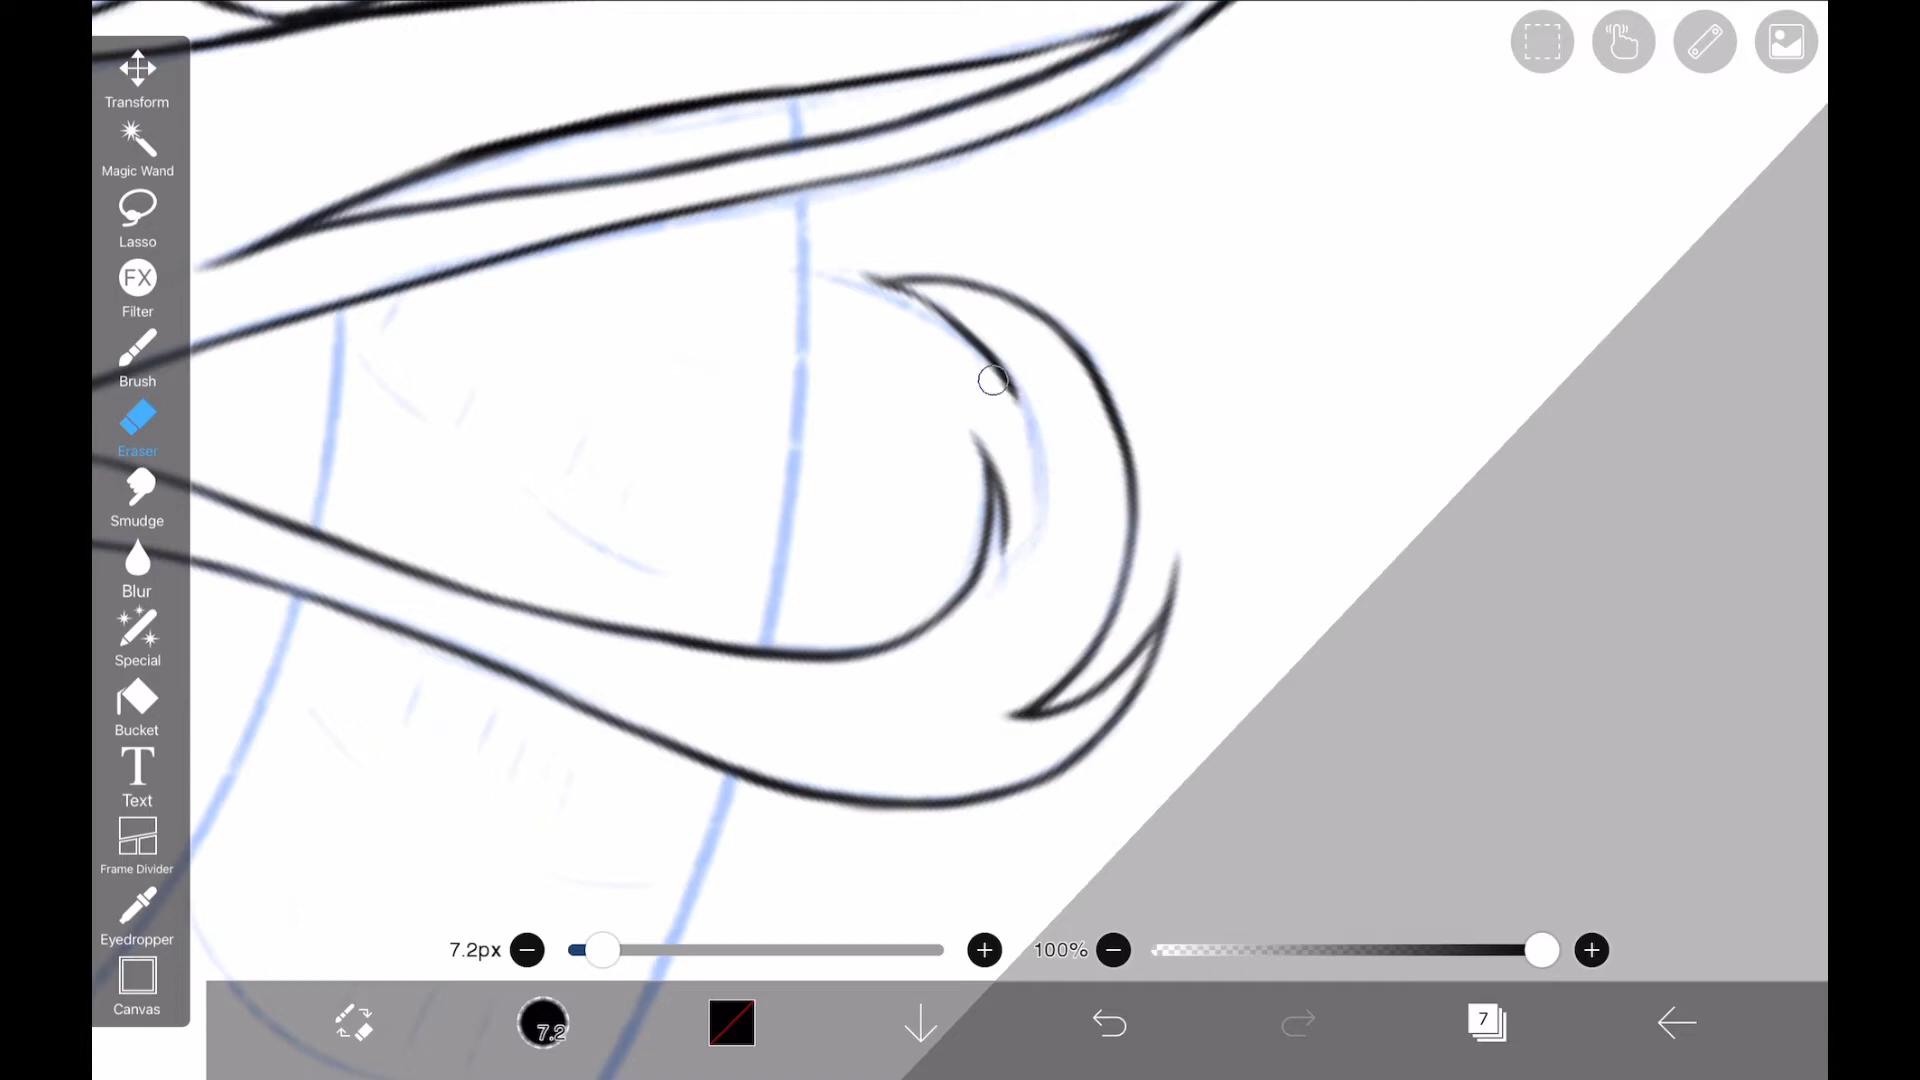 Transform
Magic Wand
Lasso
FX
Filter
Brush
Eraser
Smudge
Blur
Special
Bucket
T
Text
Frame Divider
Eyedropper
Canvas
7.2px
100%
7.2
7